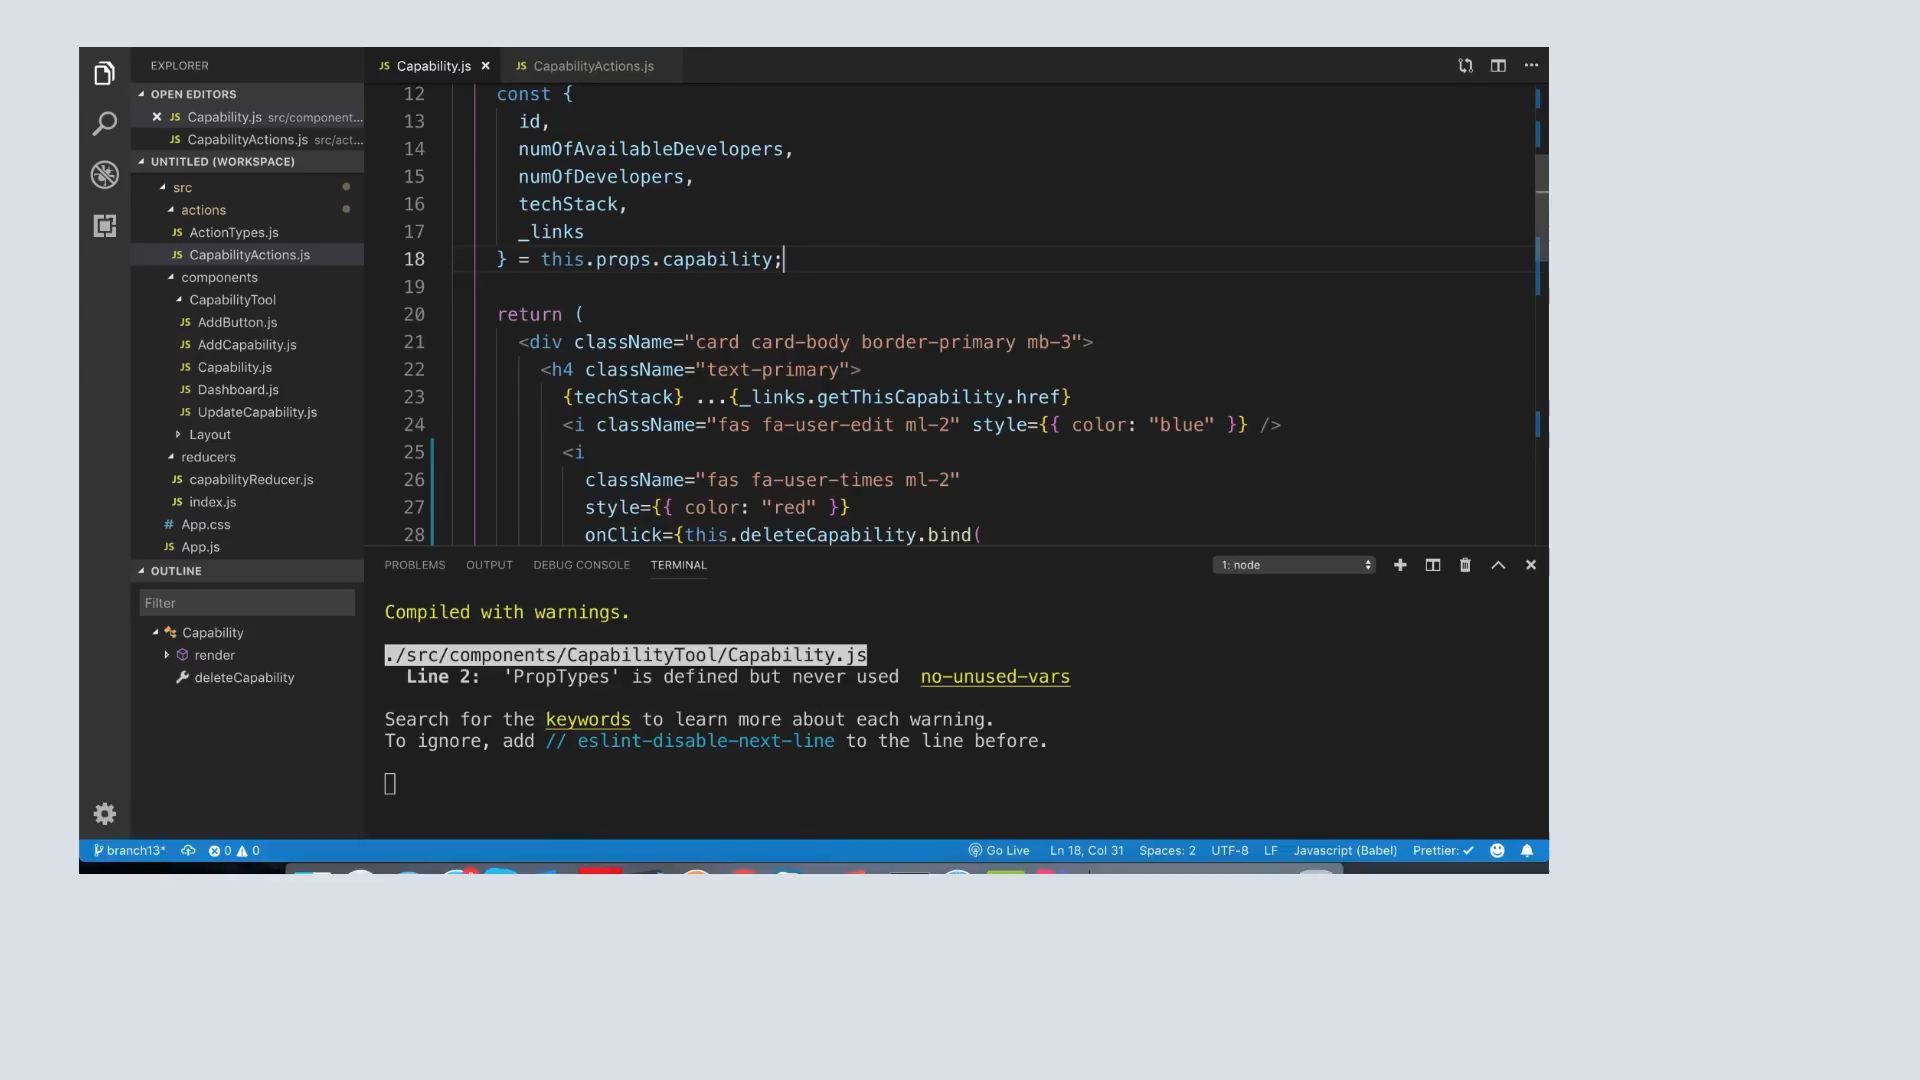 EXPLORER
OPEN EDITORS
JS Capability.js src/component...
JS CapabilityActions.js src/act...
UNTITLED (WORKSPACE)
src
actions
JS ActionTypes.js
JS CapabilityActions.js
components
CapabilityTool
JS AddButton.js
JS AddCapability.js
JS Capability.js
JS Dashboard.js
JS UpdateCapability.js
Layout
reducers
JS capabilityReducer.js
JS index.js
# App.css
JS App.js
OUTLINE
Filter
Capability
render
deleteCapability
JS Capability.js
JS CapabilityActions.js
12 const {
13 id,
14 numOfAvailableDevelopers,
15 numOfDevelopers,
16 techStack,
17 _links
18 } = this.props.capability;
19
20 return (
21 <div className="card card-body border-primary mb-3">
22 <h4 className="text-primary">
23 {techStack} ...{_links.getThisCapability.href}
24 <i className="fas fa-user-edit ml-2" style={{ color: "blue" }} />
25 <i
26 className="fas fa-user-times ml-2"
27 style={{ color: "red" }}
28 onClick={this.deleteCapability.bind(
PROBLEMS OUTPUT DEBUG CONSOLE TERMINAL
1: node
Compiled with warnings.
./src/components/CapabilityTool/Capability.js
Line 2: 'PropTypes' is defined but never used no-unused-vars
Search for the keywords to learn more about each warning.
To ignore, add // eslint-disable-next-line to the line before.
branch13* 0 0 Go Live Ln 18, Col 31 Spaces: 2 UTF-8 LF Javascript (Babel) Prettier: ✓